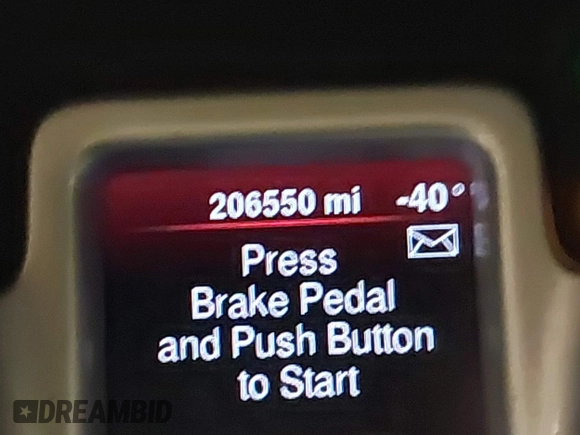 206550 mi -40°
Press
Brake Pedal
and Push Button
to Start
DREAMBID